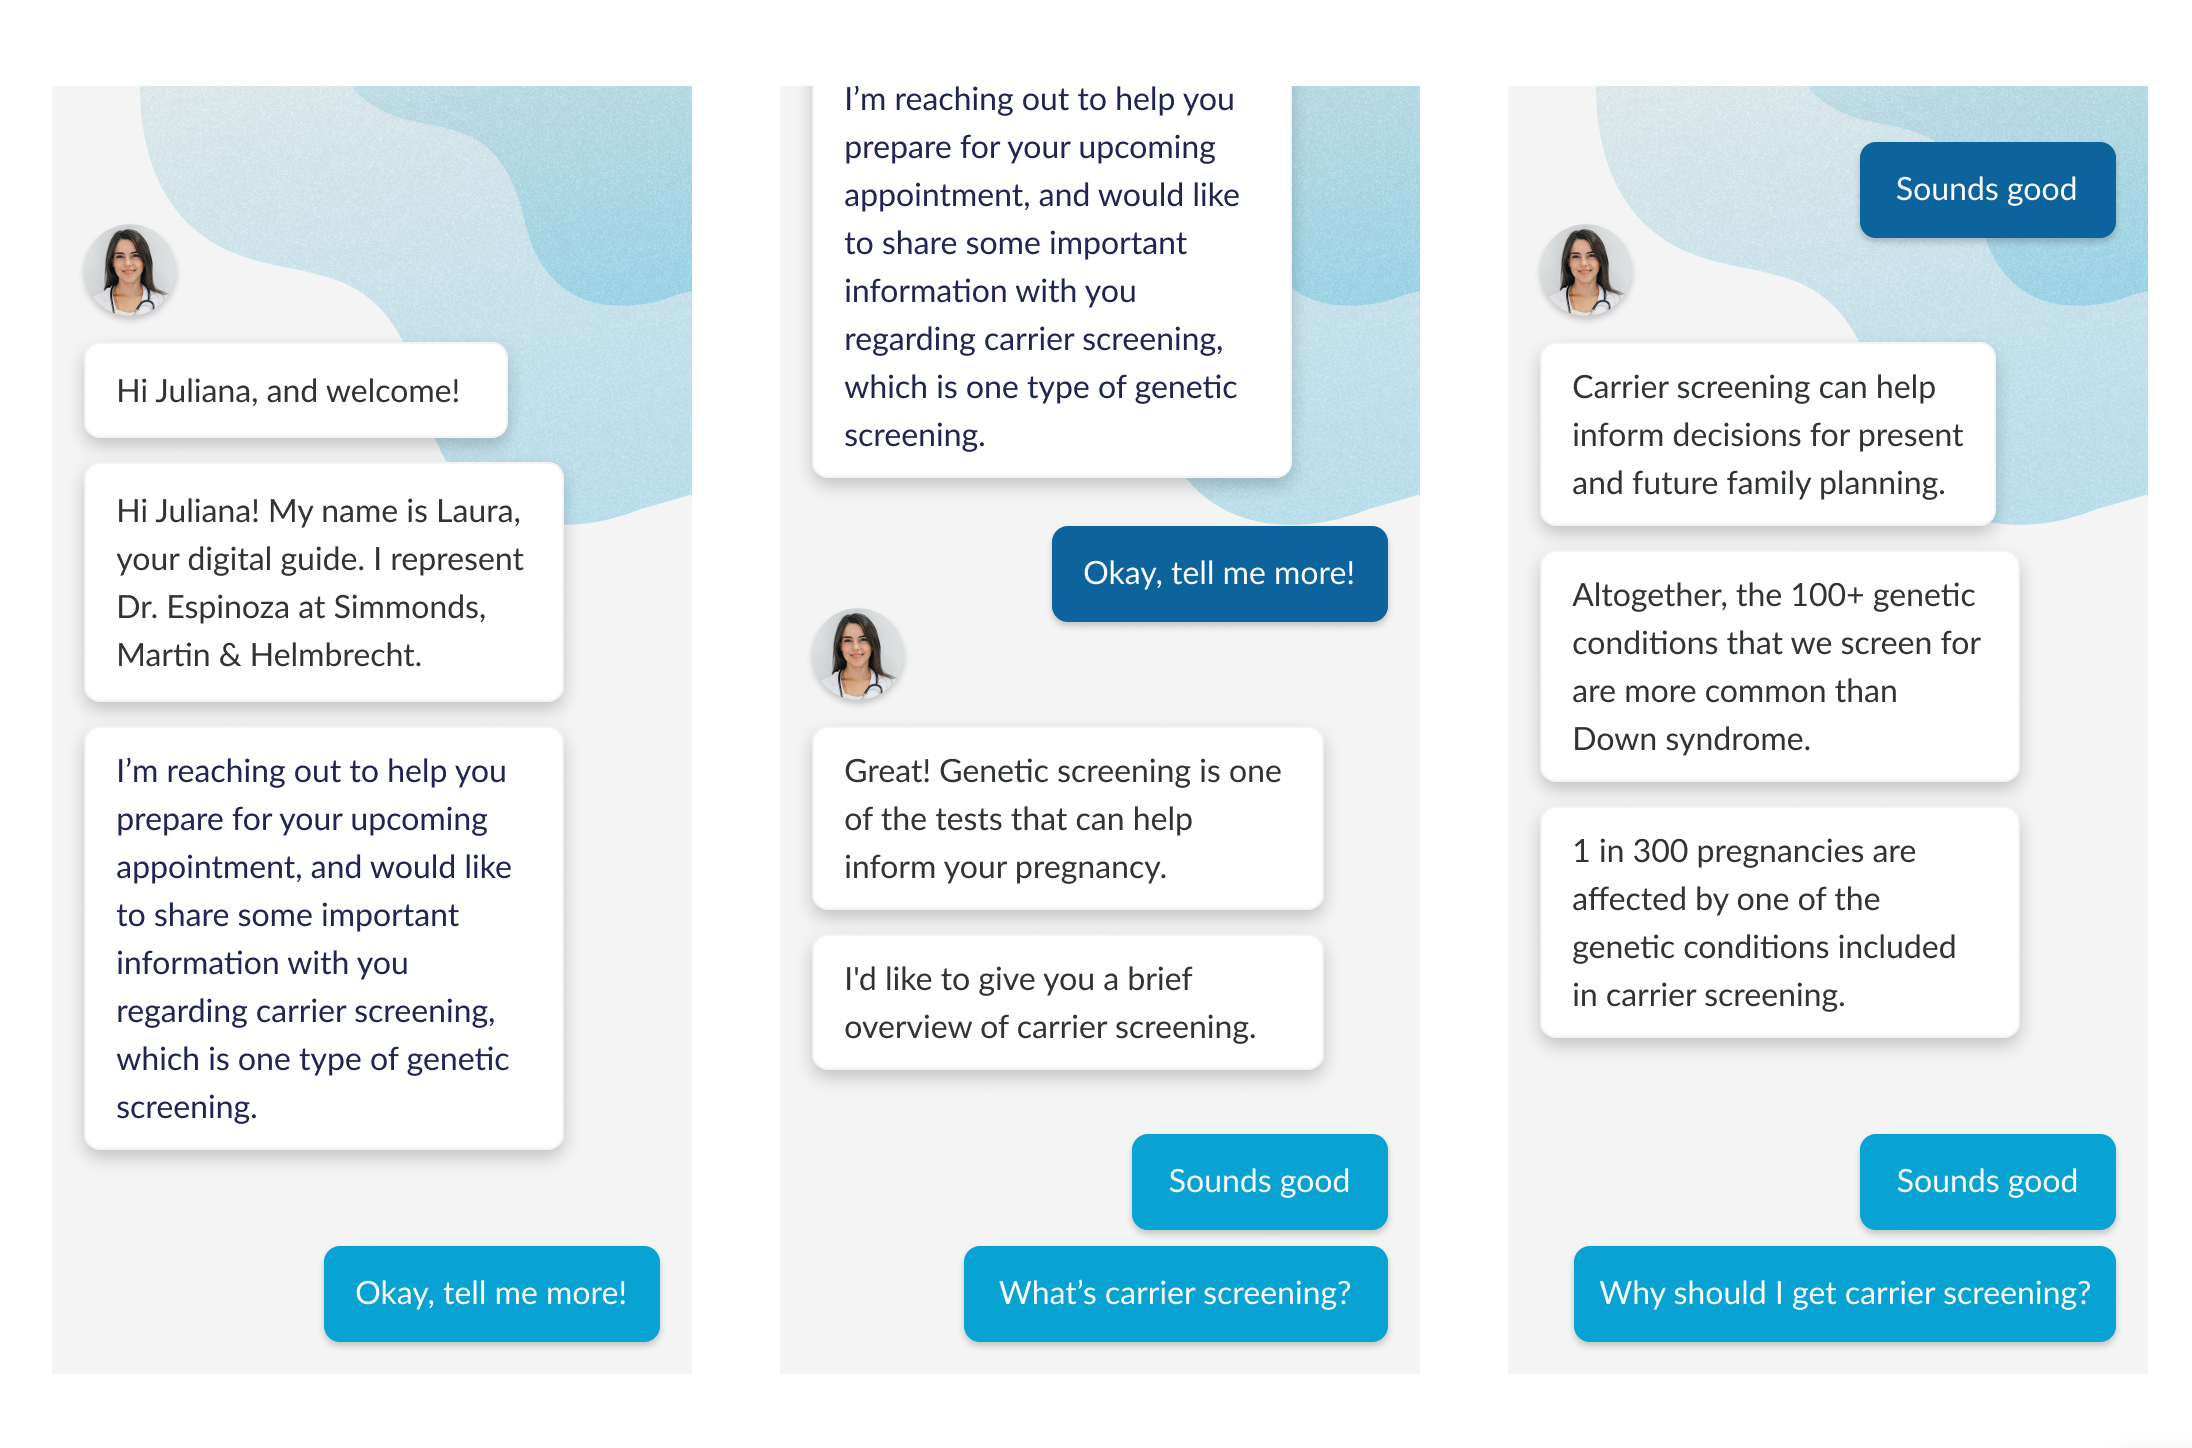 Hi Juliana, and welcome!
Hi Juliana! My name is Laura,
your digital guide. I represent
Dr. Espinoza at Simmonds,
Martin & Helmbrecht.
I’m reaching out to help you
prepare for your upcoming
appointment, and would like
to share some important
information with you
regarding carrier screening,
which is one type of genetic
screening.
Okay, tell me more!
I’m reaching out to help you
prepare for your upcoming
appointment, and would like
to share some important
information with you
regarding carrier screening,
which is one type of genetic
screening.
Okay, tell me more!
Great! Genetic screening is one
of the tests that can help
inform your pregnancy.
I'd like to give you a brief
overview of carrier screening.
Sounds good
What’s carrier screening?
Sounds good
Carrier screening can help
inform decisions for present
and future family planning.
Altogether, the 100+ genetic
conditions that we screen for
are more common than
Down syndrome.
1 in 300 pregnancies are
affected by one of the
genetic conditions included
in carrier screening.
Sounds good
Why should I get carrier screening?